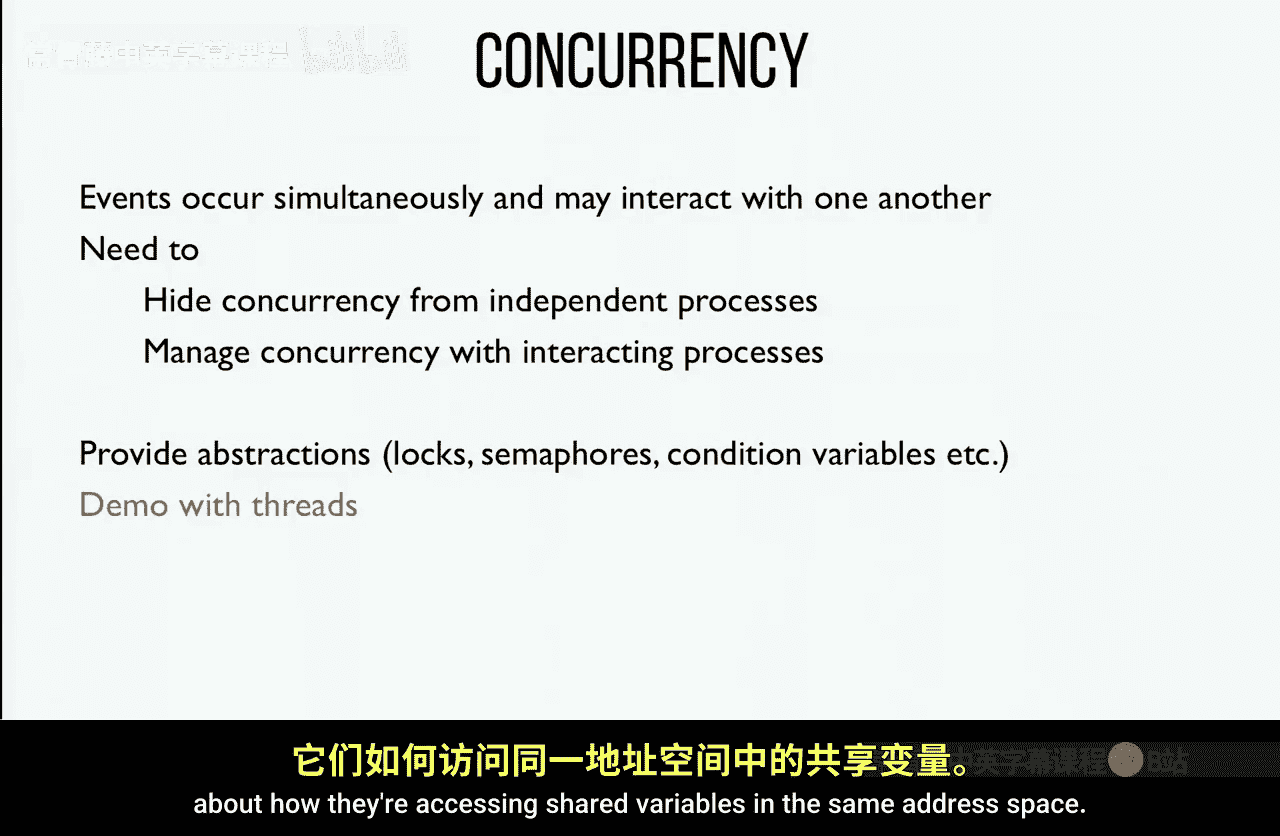 CONCURRENCY
Events occur simultaneously and may interact with one another
Need to
Hide concurrency from independent processes
Manage concurrency with interacting processes
Provide abstractions (locks, semaphores, condition variables etc.)
Demo with threads
它们如何访问同一地址空间中的共享变量。
about how they're accessing shared variables in the same address space.